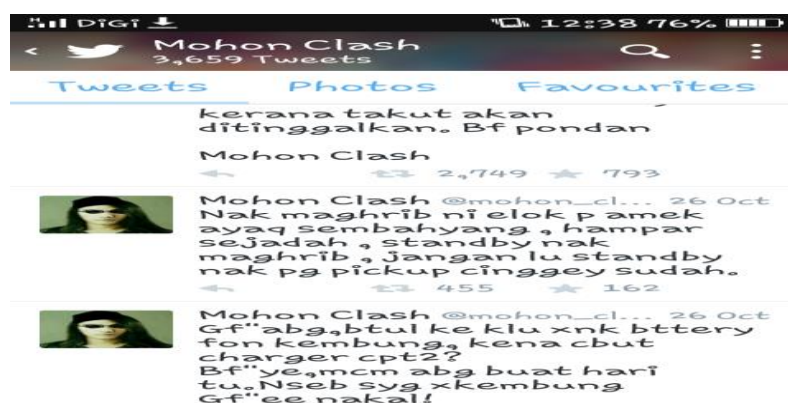 DiGi 12:38 76%
Mohon Clash
3,659 Tweets
Tweets Photos Favourites
kerana takut akan
ditinggalkan. Bf pondan
Mohon Clash
2,749 793
Mohon Clash @mohon_cl... 26 Oct
Nak maghrib ni elok p amek
ayaq sembahyang , hampar
sejadah , standby nak
maghrib , jangan lu standby
nak pg pickup cinggey sudah.
455 162
Mohon Clash @mohon_cl... 26 Oct
Gf"abg,btul ke klu xnk bttery
fon kembung, kena cbut
charger cpt2?
Bf"ye,mcm abg buat hari
tu.Nseb syg xkembung
Gf"ee nakal!